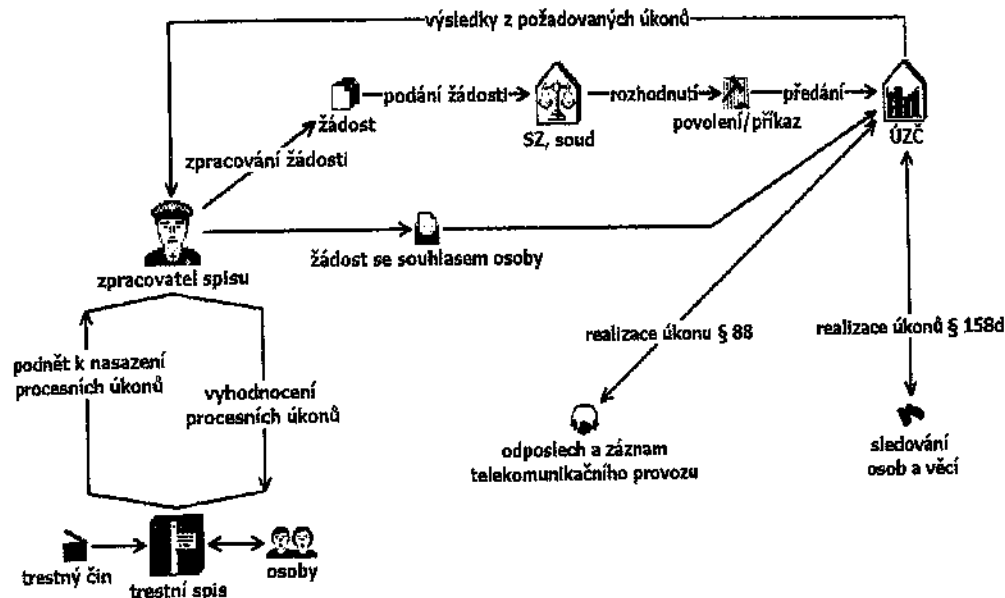 výsledky z požadovaných úkonů
žádost
podání žádosti
SZ, soud
rozhodnutí
povolení/příkaz
předání
ÚZČ
zpracování žádosti
zpracovatel spisu
žádost se souhlasem osoby
podnět k nasazení
procesních úkonů
vyhodnocení
procesních úkonů
realizace úkonu § 88
realizace úkonů § 158d
odposlech a záznam
telekomunikačního provozu
sledování
osob a věcí
trestný čin
trestní spis
osoby